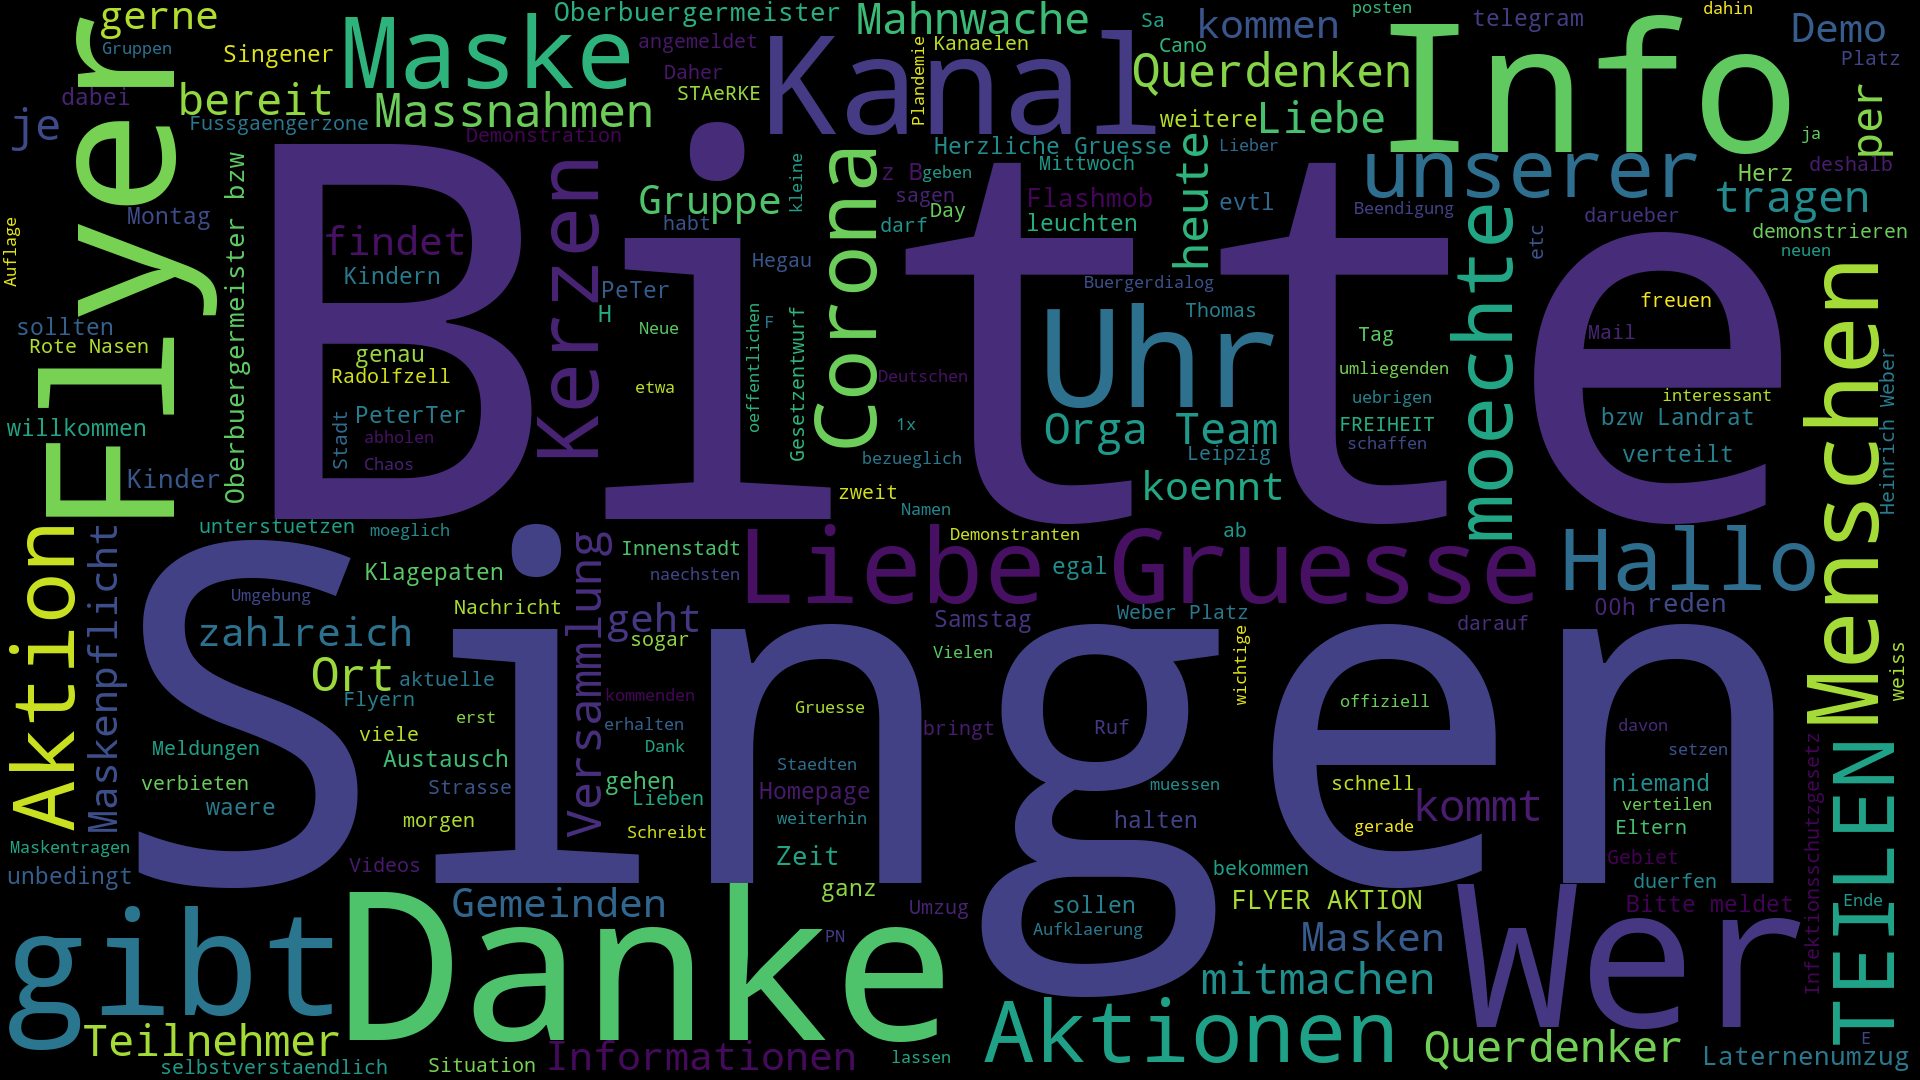 gerne
Oberbuergermeister
Mahnwache
Sa
posten
dahin
telegram
kommen
Demo
Gruppen
Singener
Maske
angemeldet
Kanaelen
Cano
Info
Platz
Flyer
Daher
Kanal
Plandemie
Querdenken
dabei
bereit
STAeRKE
Massnahmen
weitere
Liebe
per
je
Fussgaengerzone
Demonstration
Herzliche Gruesse
Lieber
ja
Mittwoch
unserer
deshalb
Bitte
Kerzen
kleine
z B
geben
heute
Herz
Gruppe
Corona
sagen
Flashmob
evtl
tragen
Montag
Oberbuergermeister bzw
habt
Day
Beendigung
darueber
Auflage
findet
darf
leuchten
etc
demonstrieren
neuen
Kindern
Hegau
Buergerdialog
moechte
PeTer
freuen
Menschen
H
F
Uhr
Thomas
sollten
Neue
Tag
Mail
Rote Nasen
genau
oeffentlichen
Gesetzentwurf
Radolfzell
etwa
Deutschen
umliegenden
interessant
Heinrich Weber
uebrigen
PeterTer
1x
FREIHEIT
bzw Landrat
willkommen
Stadt
abholen
Orga Team
schaffen
Chaos
bezueglich
Leipzig
verteilt
Kinder
zweit
koennt
Namen
unterstuetzen
moeglich
Demonstranten
ab
Aktion
Maskenpflicht
Versammlung
Innenstadt
Liebe Gruesse
Hallo
Klagepaten
naechsten
egal
Umgebung
Nachricht
Singen
geht
Samstag
Weber Platz
OOh
reden
zahlreich
sogar
wichtige
darauf
Vielen
weiss
Ort
aktuelle
kommenden
offiziell
Flyern
erst
Gruesse
erhalten
bringt
Ruf
davon
viele
Dank
Meldungen
Austausch
setzen
Infektionsschutzgesetz
TEILEN
verbieten
Strasse
gehen
Staedten
muessen
schnell
niemand
waere
Lieben
Homepage
verteilen
morgen
Schreibt
weiterhin
halten
kommt
gerade
Eltern
Maskentragen
Videos
Zeit
Gebiet
unbedingt
bekommen
duerfen
ganz
Gemeinden
Umzug
sollen
FLYER AKTION
Bitte meldet
Ende
gibt
Danke
PN
Aufklaerung
Masken
Wer
mitmachen
Teilnehmer
Aktionen
Querdenker
E
selbstverstaendlich
Situation
Informationen
lassen
Laternenumzug